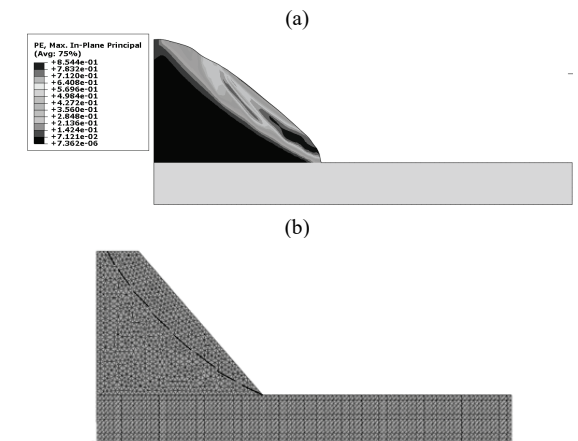 (a)
PE, Max. In-Plane Principal
(Avg: 75%)
+8.544e-01
+7.832e-01
+7.120e-01
+6.408e-01
+5.696e-01
+4.984e-01
+4.272e-01
+3.560e-01
+2.848e-01
+2.136e-01
+1.424e-01
+7.121e-02
+7.362e-06
(b)